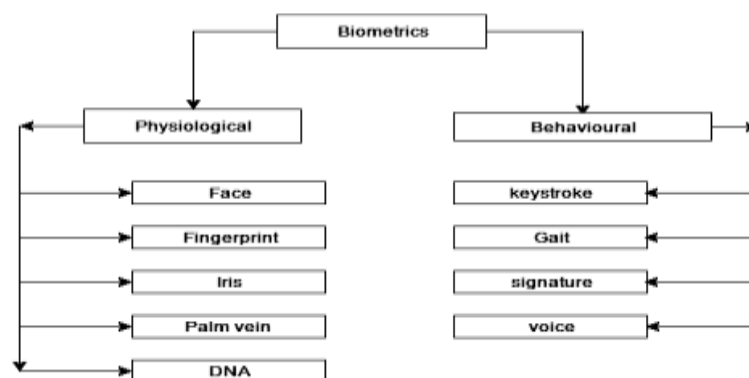 Biometrics
Physiological
Behavioural
Face
keystroke
Fingerprint
Gait
Iris
signature
Palm vein
voice
DNA